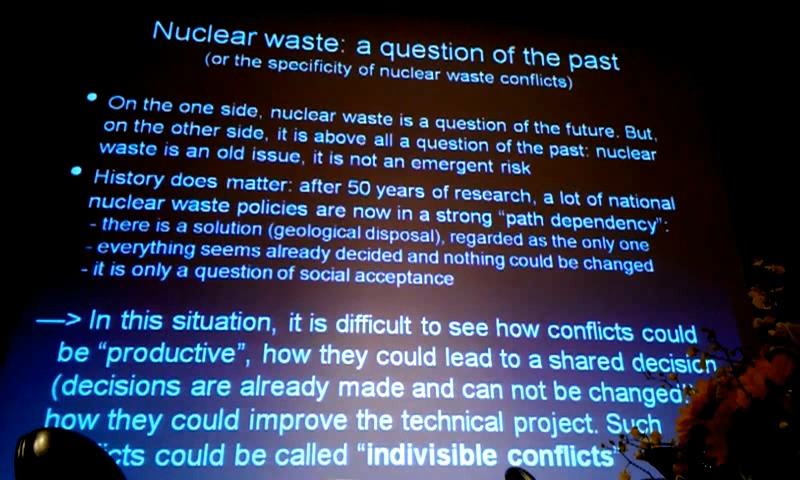 Nuclear waste: a question of the past
(or the specificity of nuclear waste conflicts)
• On the one side, nuclear waste is a question of the future. But,
on the other side, it is above all a question of the past: nuclear
waste is an old issue, it is not an emergent risk
• History does matter: after 50 years of research, a lot of national
nuclear waste policies are now in a strong "path dependency":
- there is a solution (geological disposal), regarded as the only one
- everything seems already decided and nothing could be changed
- it is only a question of social acceptance
—> In this situation, it is difficult to see how conflicts could
be "productive", how they could lead to a shared decision
(decisions are already made and can not be changed"
how they could improve the technical project. Such
could be called "indivisible conflicts"